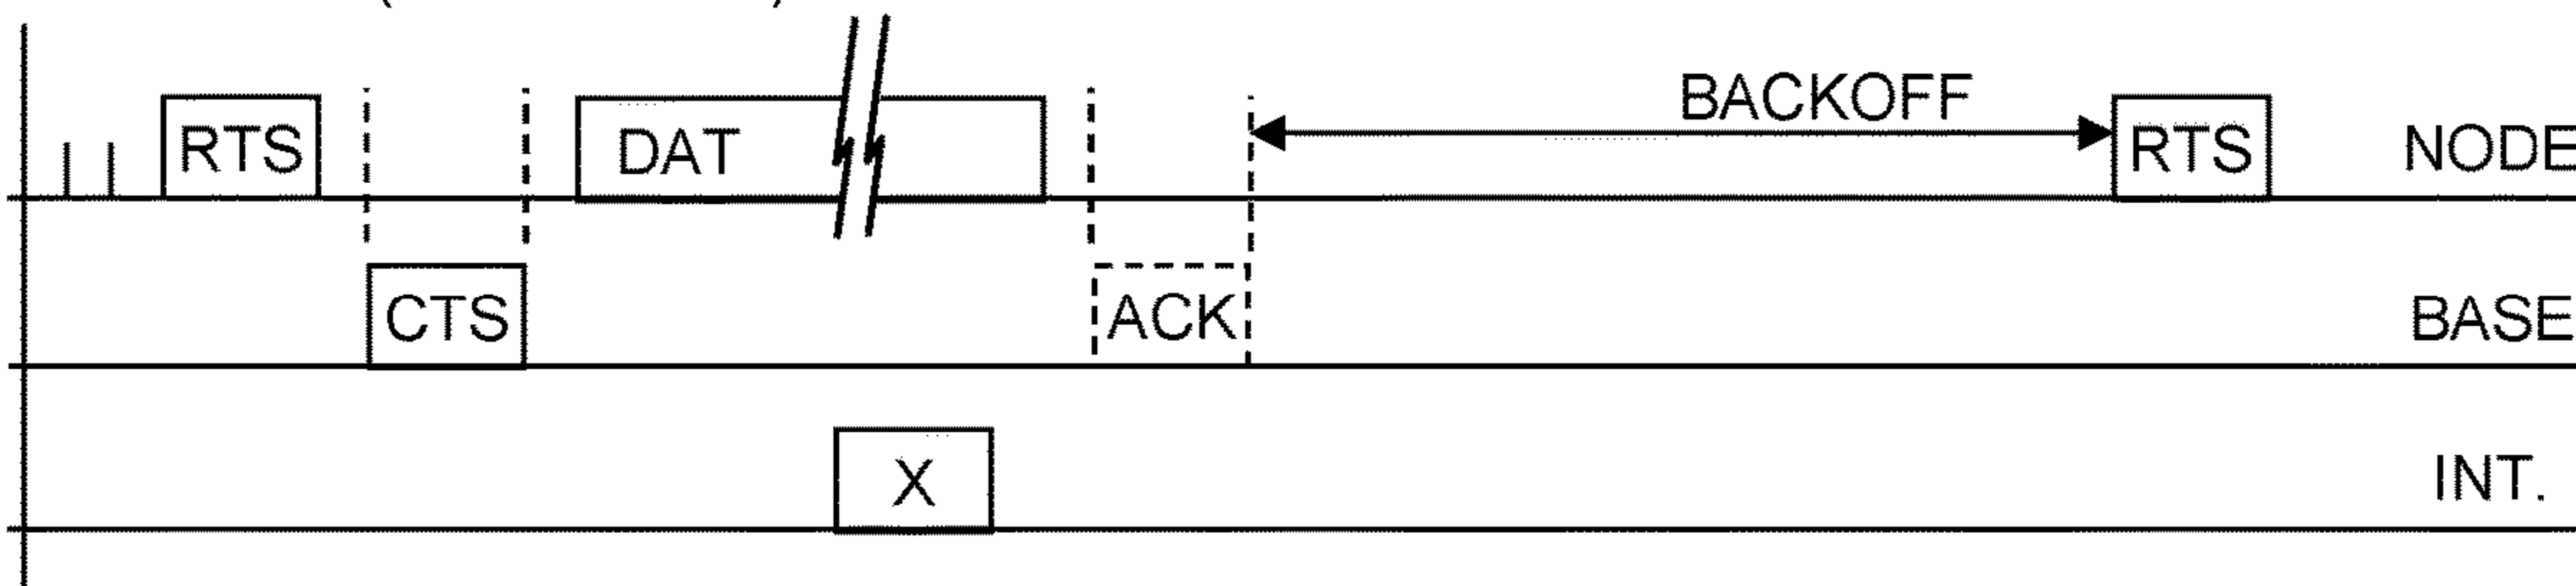 BACKOFF
RTS DAT RTS NODE
CTS ACK BASE
X INT.